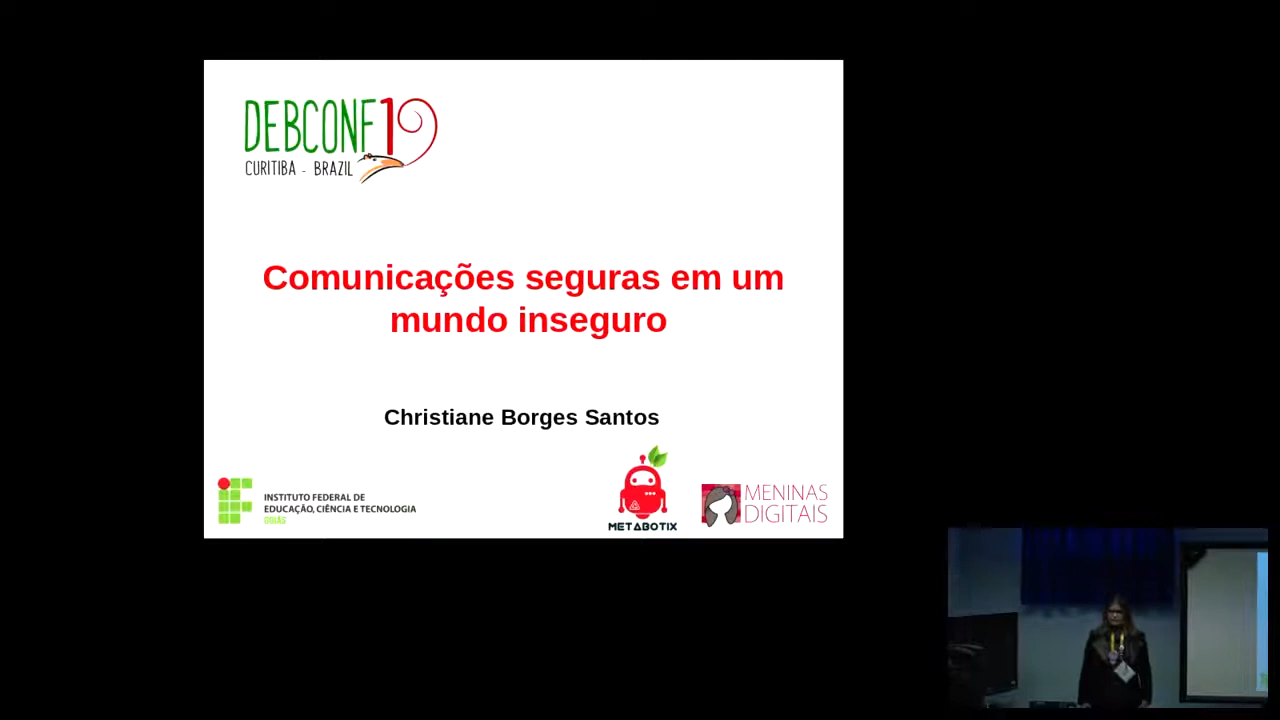 DEBCONF19
CURITIBA - BRAZIL
Comunicações seguras em um
mundo inseguro
Christiane Borges Santos
INSTITUTO FEDERAL DE
EDUCAÇÃO, CIÊNCIA E TECNOLOGIA
GOIÁS
METABOTIX
MENINAS
DIGITAIS